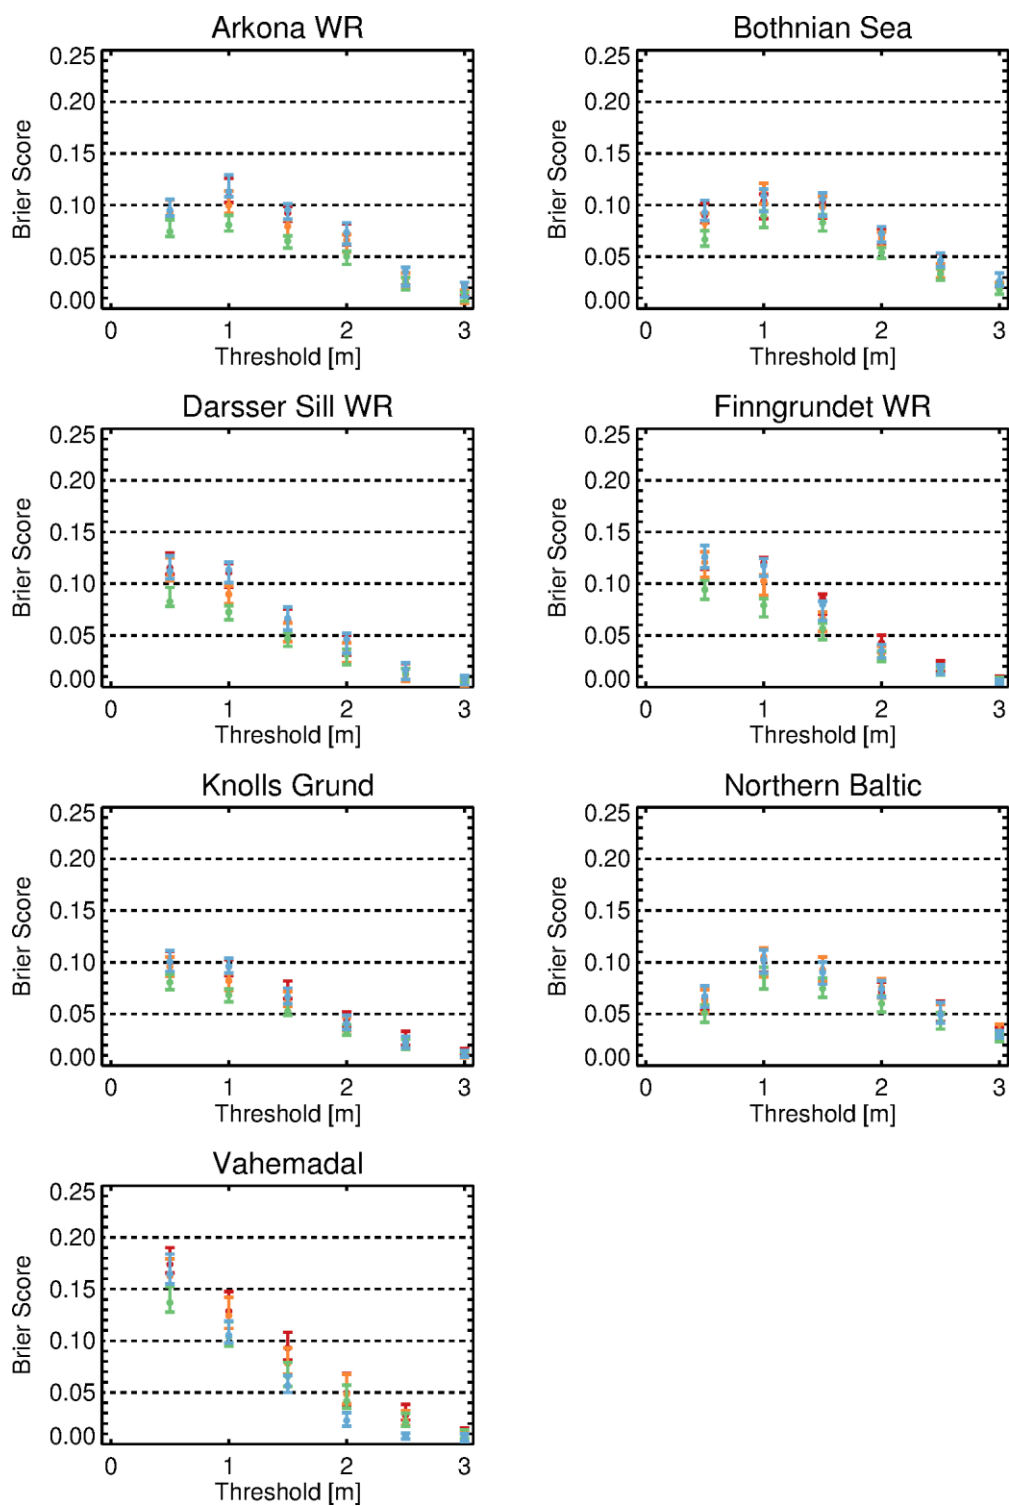 Arkona WR
Brier Score
0.25
0.20
0.15
0.10
0.05
0.00
0 1 2 3
Threshold [m]
Bothnian Sea
Brier Score
0.25
0.20
0.15
0.10
0.05
0.00
0 1 2 3
Threshold [m]
Darsser Sill WR
Brier Score
0.25
0.20
0.15
0.10
0.05
0.00
0 1 2 3
Threshold [m]
Finngrundet WR
Brier Score
0.25
0.20
0.15
0.10
0.05
0.00
0 1 2 3
Threshold [m]
Knolls Grund
Brier Score
0.25
0.20
0.15
0.10
0.05
0.00
0 1 2 3
Threshold [m]
Northern Baltic
Brier Score
0.25
0.20
0.15
0.10
0.05
0.00
0 1 2 3
Threshold [m]
Vahemadal
Brier Score
0.25
0.20
0.15
0.10
0.05
0.00
0 1 2 3
Threshold [m]